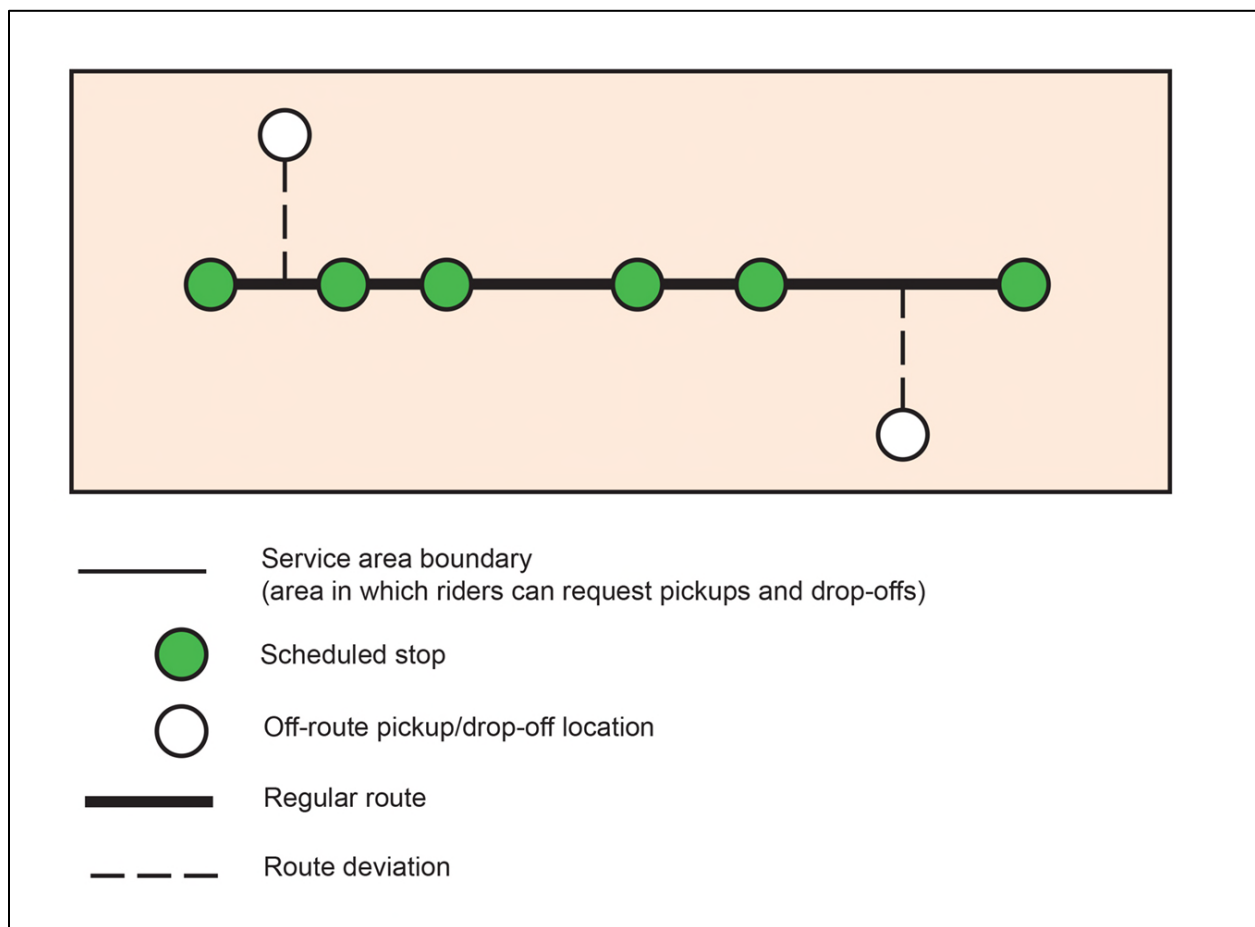 Service area boundary
(area in which riders can request pickups and drop-offs)
Scheduled stop
Off-route pickup/drop-off location
Regular route
Route deviation